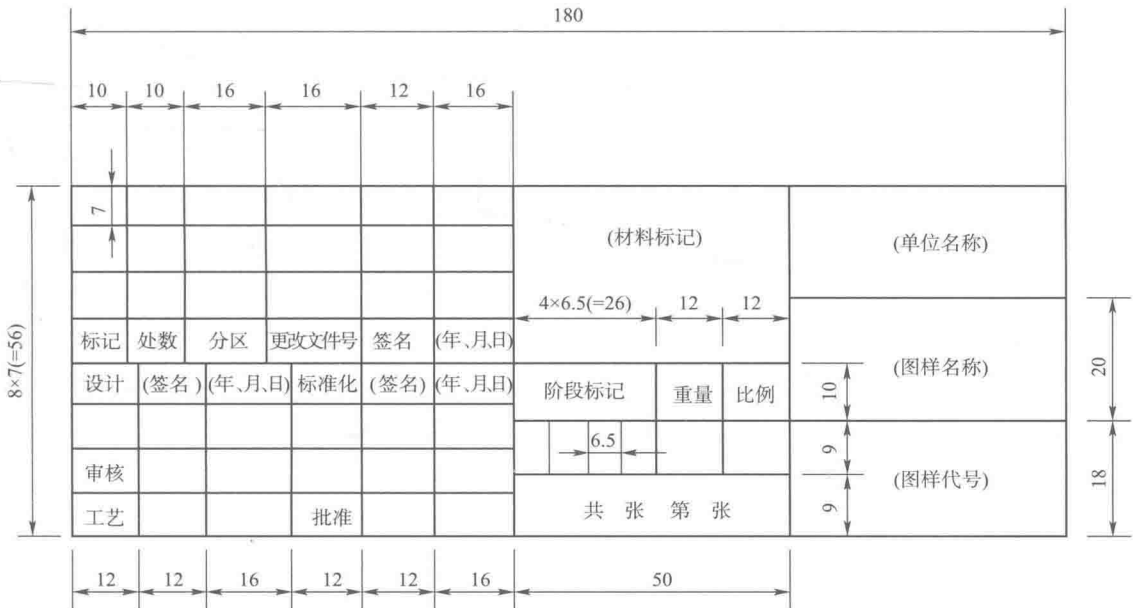 180
10 10 16 16 12 16
7
(材料标记) (单位名称)
4×6.5(=26) 12 12
标记 处数 分区 更改文件号 签名 (年、月、日)
8×7(=56)
(图样名称) 20
设计 (签名) (年、月、日) 标准化 (签名) (年、月、日) 阶段标记 重量 比例 10
6.5 9
审核 (图样代号) 18
工艺 批准 共 张 第 张 9
12 12 16 12 12 16 50